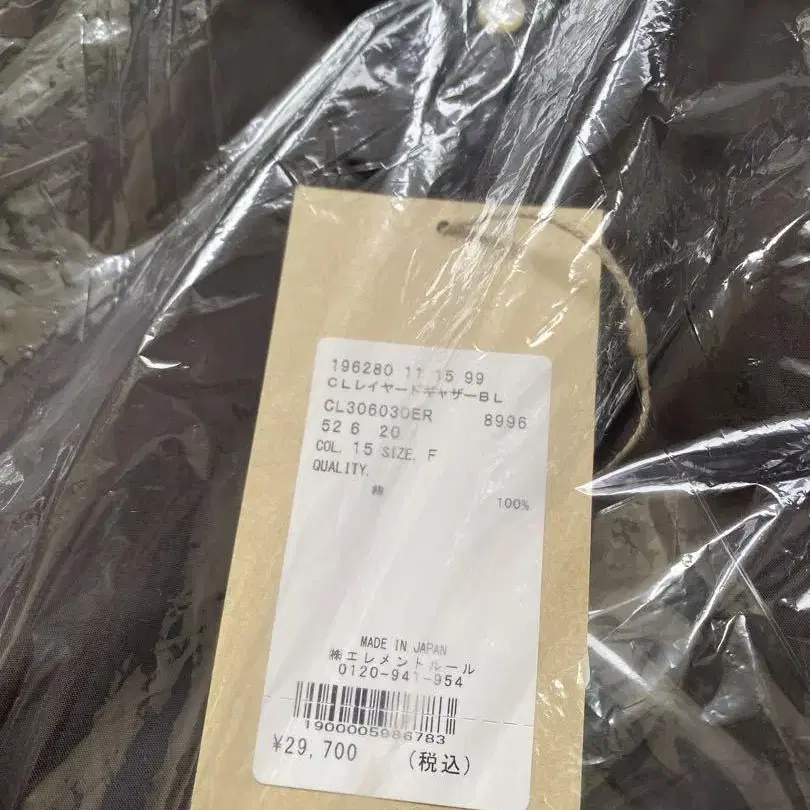 196280 11 15 99
CLレイヤードギャザーBL
CL306030ER 8996
52 6 20
COL. 15 SIZE. F
QUALITY.
綿 100%
MADE IN JAPAN
㈱エレメントルール
0120-941-954
1900005986783
¥29,700 (税込)